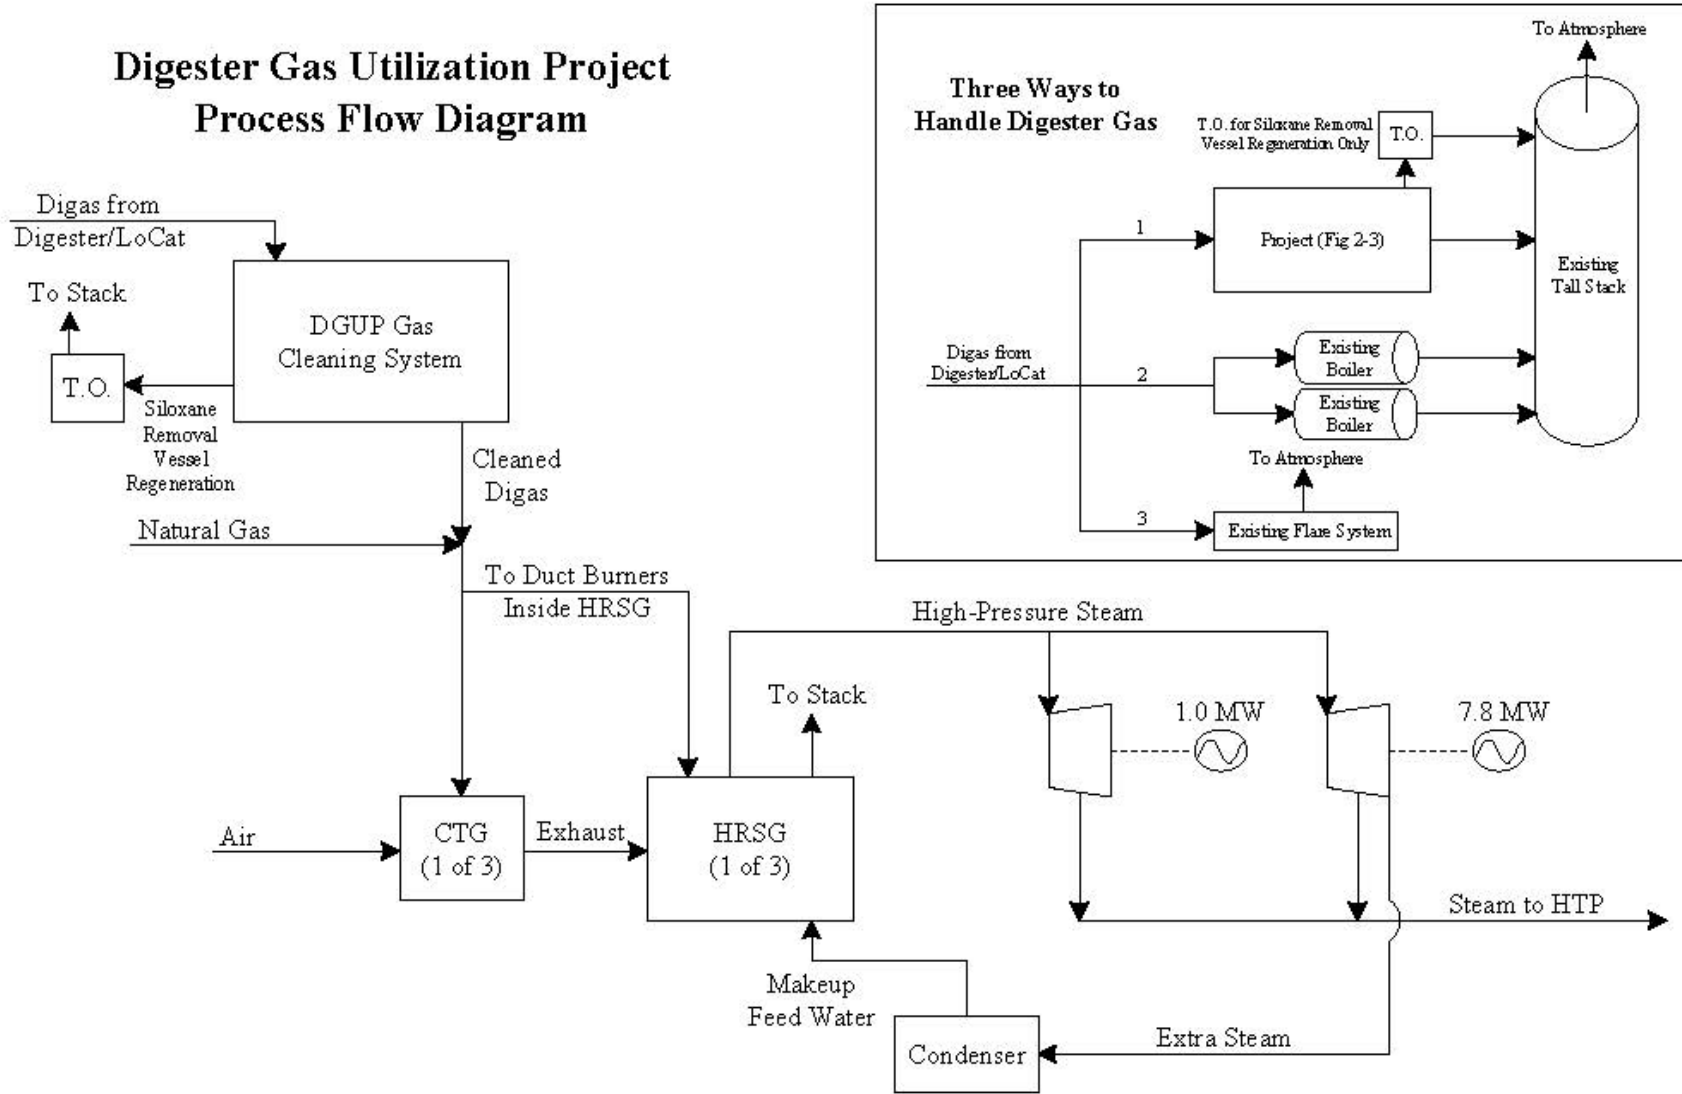 Digester Gas Utilization Project
Process Flow Diagram
Digas from
Digester/LoCat
To Stack
T.O.
DGUP Gas
Cleaning System
Siloxane
Removal
Vessel
Regeneration
Cleaned
Digas
Natural Gas
To Duct Burners
Inside HRSG
Air
CTG
(1 of 3)
Exhaust
HRSG
(1 of 3)
To Stack
High-Pressure Steam
1.0 MW
7.8 MW
Steam to HTP
Makeup
Feed Water
Condenser
Extra Steam
Three Ways to
Handle Digester Gas
To Atmosphere
T.O. for Siloxane Removal
Vessel Regeneration Only
T.O.
1
Project (Fig 2-3)
Existing
Tall Stack
Digas from
Digester/LoCat
2
Existing
Boiler
Existing
Boiler
To Atmosphere
3
Existing Flare System